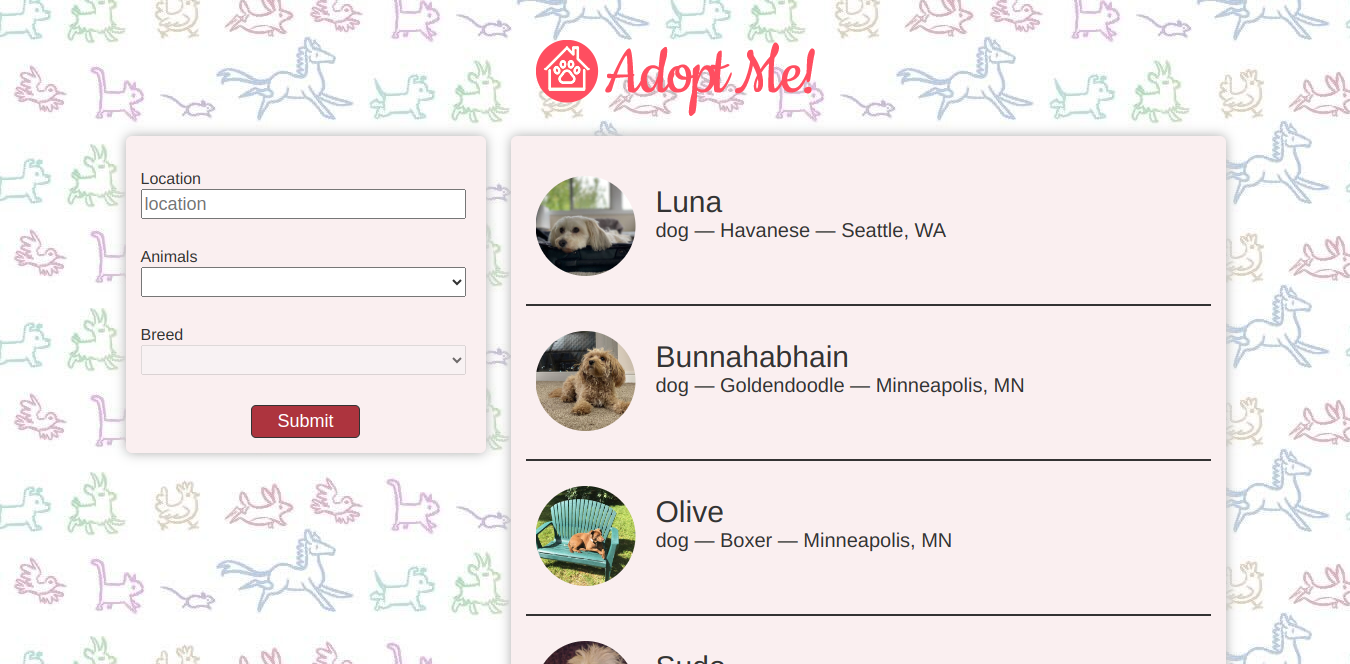 Adopt Me!
Location
location
Animals
Breed
Submit
Luna
dog — Havanese — Seattle, WA
Bunnahabhain
dog — Goldendoodle — Minneapolis, MN
Olive
dog — Boxer — Minneapolis, MN